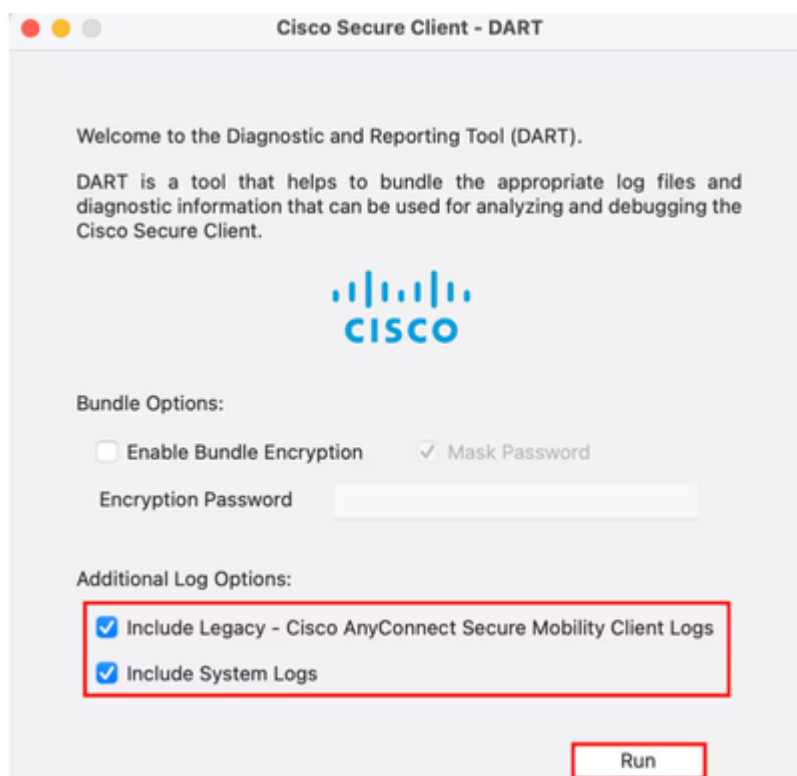 Cisco Secure Client - DART
Welcome to the Diagnostic and Reporting Tool (DART).
DART is a tool that helps to bundle the appropriate log files and
diagnostic information that can be used for analyzing and debugging the
Cisco Secure Client.
CISCO
Bundle Options:
Enable Bundle Encryption Mask Password
Encryption Password
Additional Log Options:
Include Legacy - Cisco AnyConnect Secure Mobility Client Logs
Include System Logs
Run